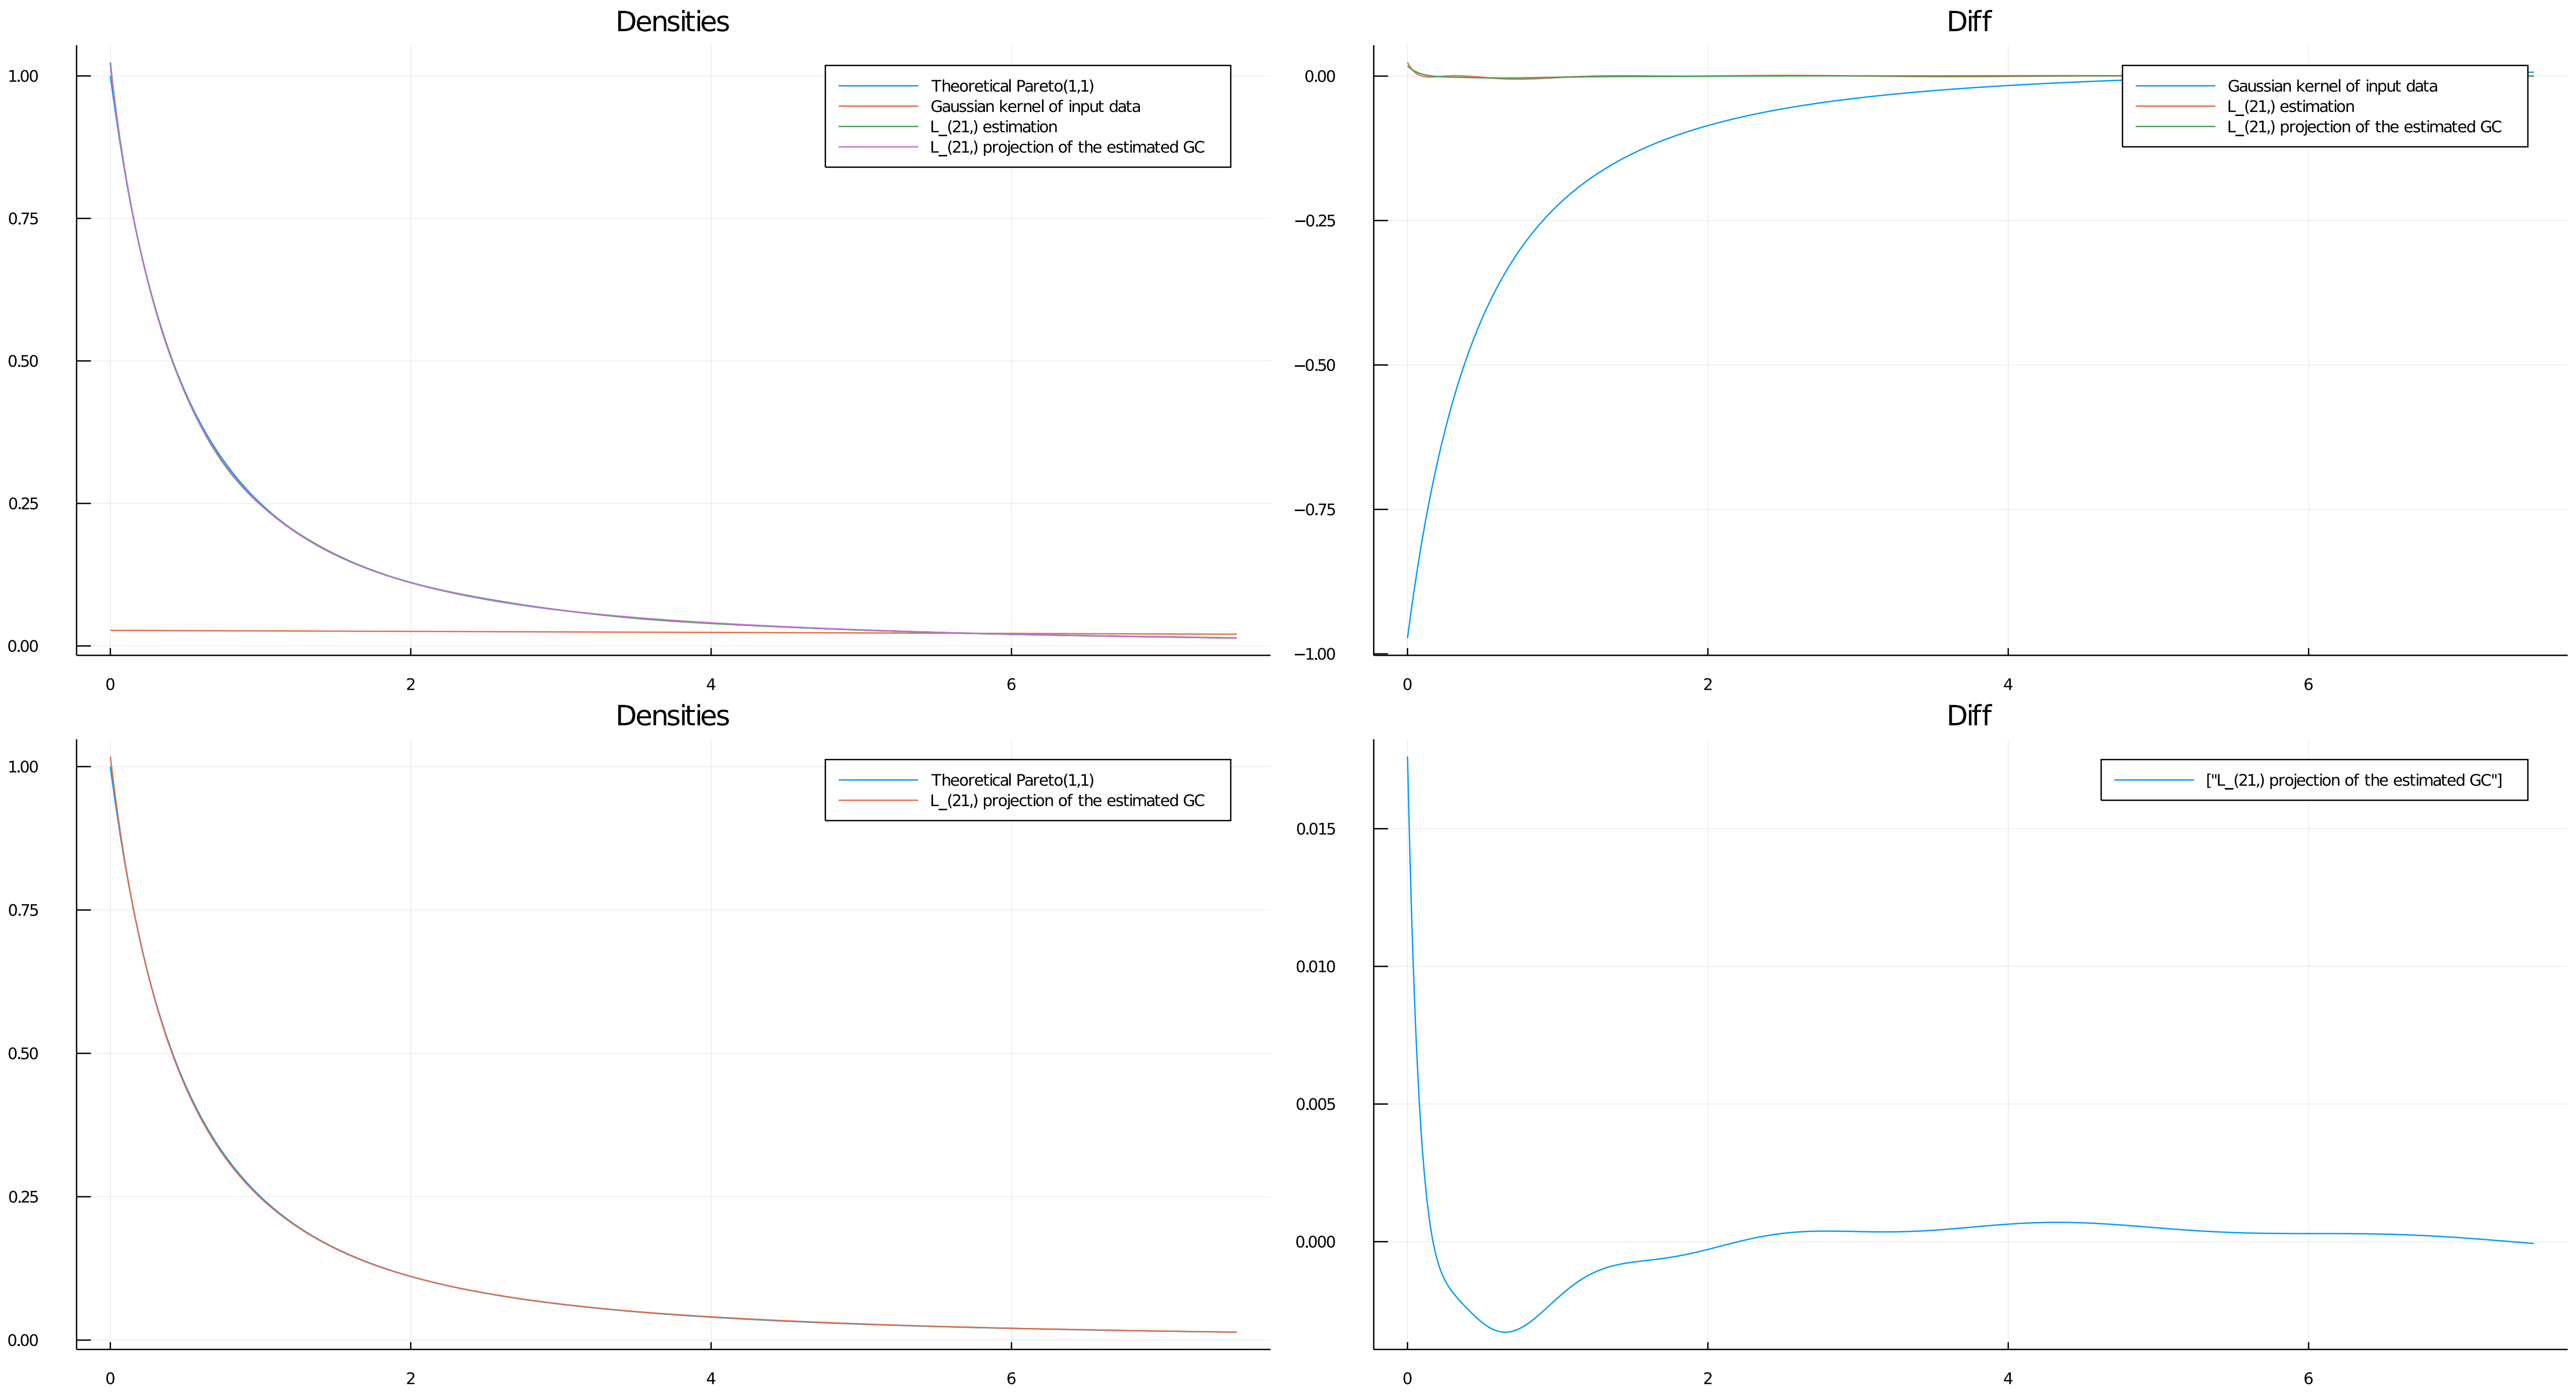 Densities
1.00
0.75
0.50
0.25
0.00
0 2 4 6
Theoretical Pareto(1,1)
Gaussian kernel of input data
L_(21,) estimation
L_(21,) projection of the estimated GC
Diff
0.00
−0.25
−0.50
−0.75
−1.00
0 2 4 6
Gaussian kernel of input data
L_(21,) estimation
L_(21,) projection of the estimated GC
Densities
1.00
0.75
0.50
0.25
0.00
0 2 4 6
Theoretical Pareto(1,1)
L_(21,) projection of the estimated GC
Diff
0.015
0.010
0.005
0.000
0 2 4 6
["L_(21,) projection of the estimated GC"]